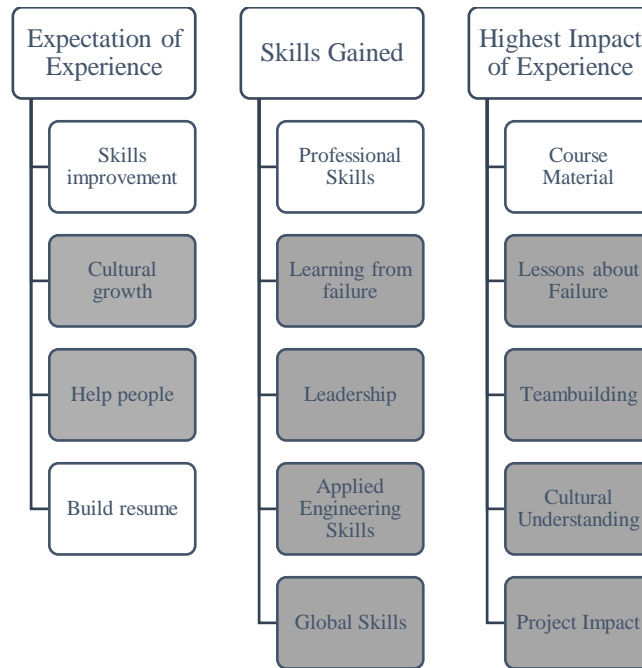 Expectation of
Experience
Skills
improvement
Cultural
growth
Help people
Build resume
Skills Gained
Professional
Skills
Learning from
failure
Leadership
Applied
Engineering
Skills
Global Skills
Highest Impact
of Experience
Course
Material
Lessons about
Failure
Teambuilding
Cultural
Understanding
Project Impact